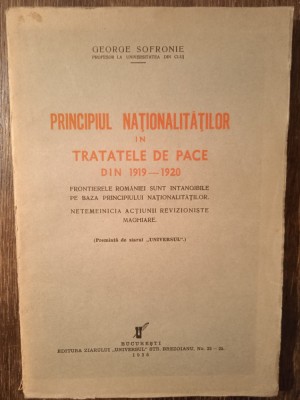 GEORGE SOFRONIE
PROFESOR LA UNIVERSITATEA DIN CLUJ
PRINCIPIUL NAȚIONALITĂȚILOR
IN
TRATATELE DE PACE
DIN 1919—1920
FRONTIERELE ROMÂNIEI SUNT INTANGIBILE
PE BAZA PRINCIPIULUI NAȚIONALITĂȚILOR.
NETEMEINICIA ACȚIUNII REVIZIONISTE
MAGHIARE.
(Premiată de ziarul „UNIVERSUL".)
BUCUREȘTI
EDITURA ZIARULUI „UNIVERSUL" STR. BREZOIANU No. 23 - 25.
1936